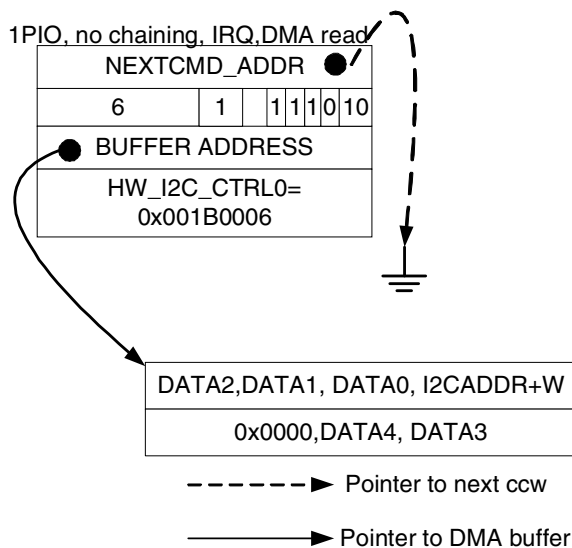 1PIO, no chaining, IRQ,DMA read
NEXTCMD_ADDR
6 1 1 1 1 0 10
BUFFER ADDRESS
HW_I2C_CTRL0=
0x001B0006
DATA2,DATA1, DATA0, I2CADDR+W
0x0000,DATA4, DATA3
Pointer to next ccw
Pointer to DMA buffer